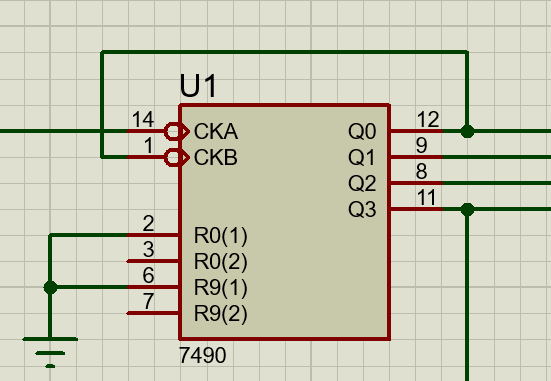 U1
14 CKA Q0 12
1 CKB Q1 9
Q2 8
Q3 11
2 R0(1)
3 R0(2)
6 R9(1)
7 R9(2)
7490